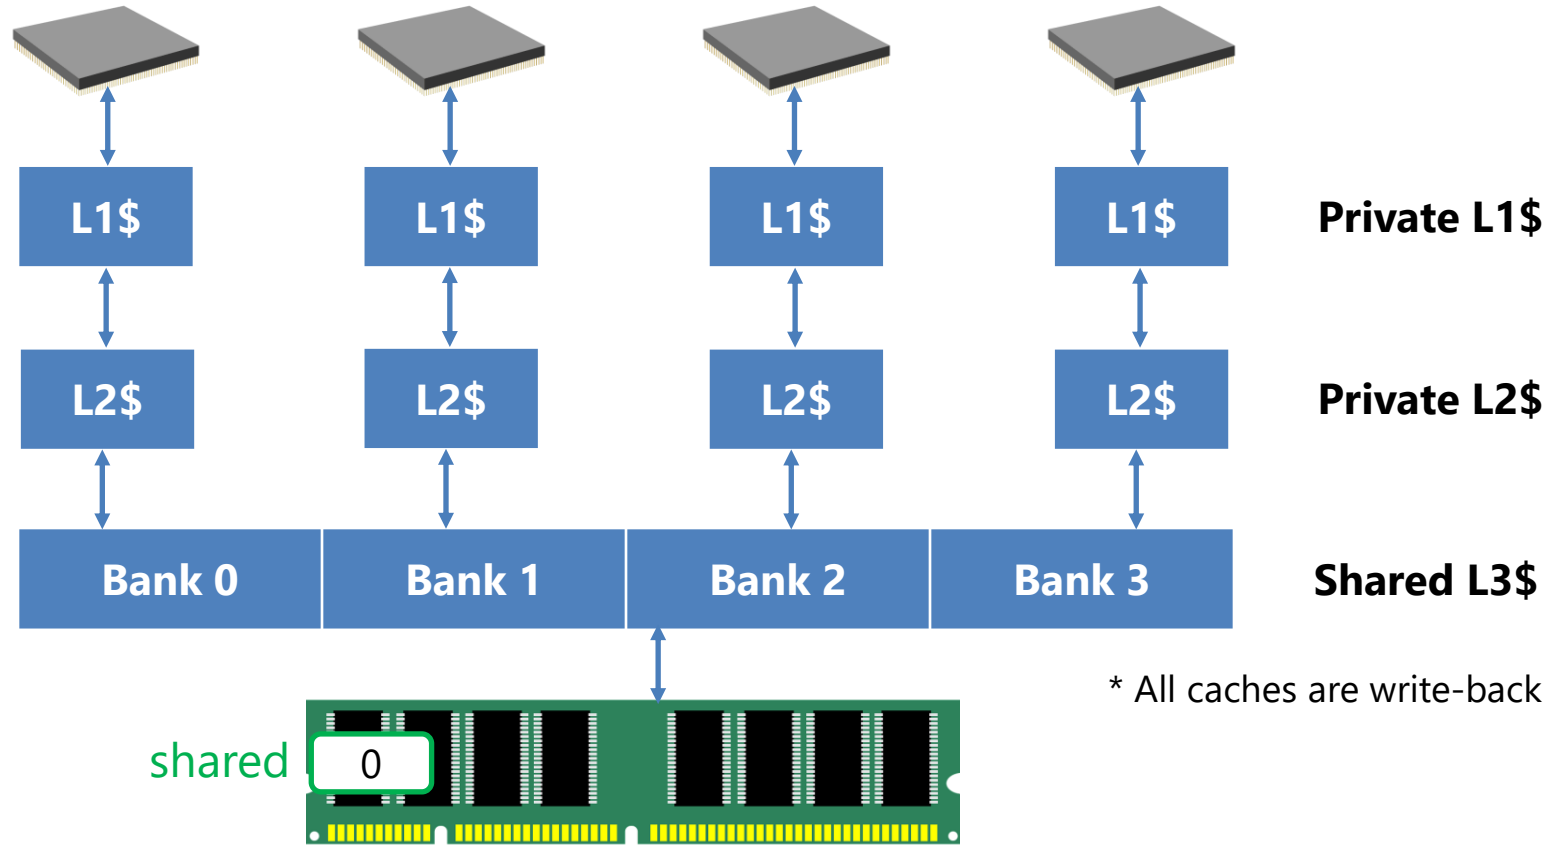 L1$ L1$ L1$ L1$ Private L1$
L2$ L2$ L2$ L2$ Private L2$
Bank 0 Bank 1 Bank 2 Bank 3 Shared L3$
* All caches are write-back
shared 0